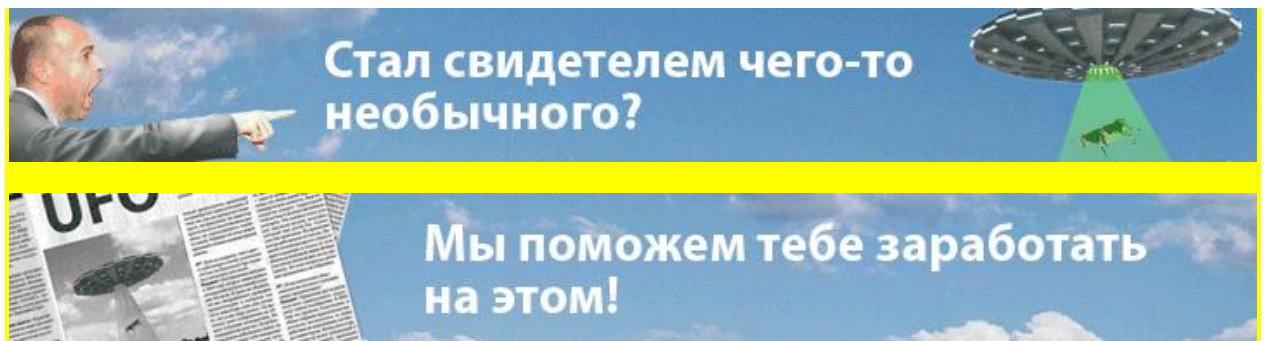 Стал свидетелем чего-то
необычного?
UFO
Мы поможем тебе заработать
на этом!